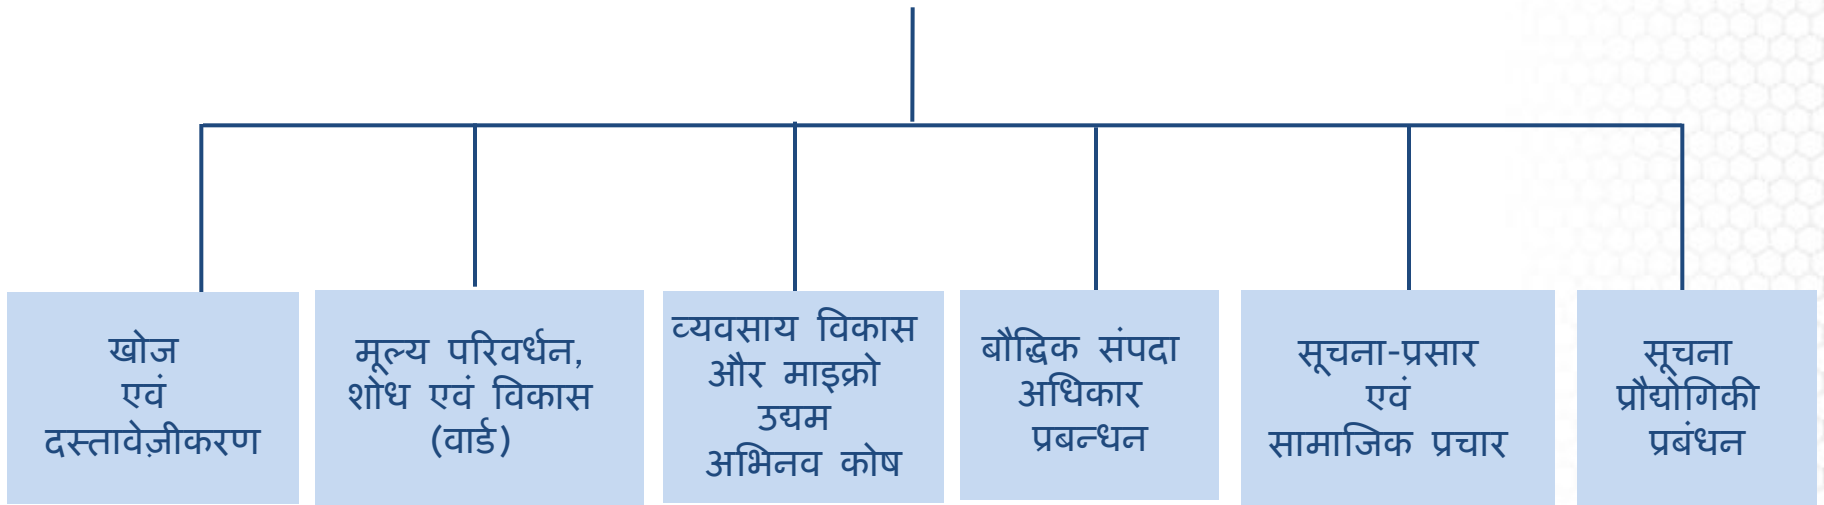 खोज
एवं
दस्तावेज़ीकरण
मूल्य परिवर्धन,
शोध एवं विकास
(वार्ड)
व्यवसाय विकास
और माइक्रो
उद्यम
अभिनव कोष
बौद्धिक संपदा
अधिकार
प्रबन्धन
सूचना-प्रसार
एवं
सामाजिक प्रचार
सूचना
प्रौद्योगिकी
प्रबंधन